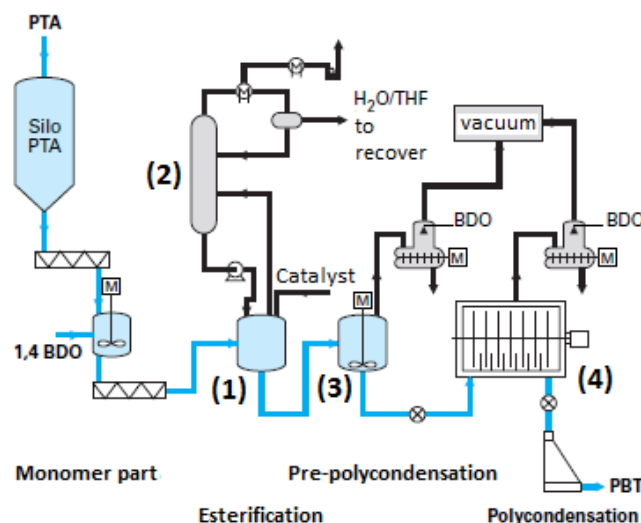 PTA
Silo
PTA
M
1,4 BDO
(2)
M
M
H₂O/THF
to
recover
Catalyst
(1)
M
(3)
vacuum
BDO
M
BDO
M
(4)
PBT
Monomer part
Pre-polycondensation
Esterification
Polycondensation